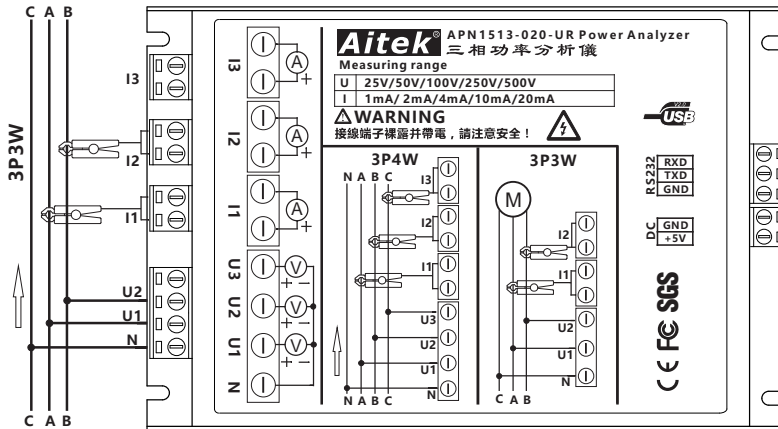 C A B
3P3W
I3
I2
I1
U2
U1
N
C A B
I3
A
+
I2
A
+
I1
A
+
U3
V
+ -
U2
V
+ -
U1
V
+ -
N
Aitek® APN1513-020-UR Power Analyzer
三相功率分析儀
Measuring range
U 25V/50V/100V/250V/500V
I 1mA/ 2mA/4mA/10mA/20mA
WARNING
接線端子裸露并帶電，請注意安全！
3P4W
N A B C
I3
I2
I1
U3
U2
U1
N
N A B C
3P3W
M
I2
I1
U2
U1
N
C A B
V2.0
USB
RS232
RXD
TXD
GND
DC
GND
+5V
CE FC SGS